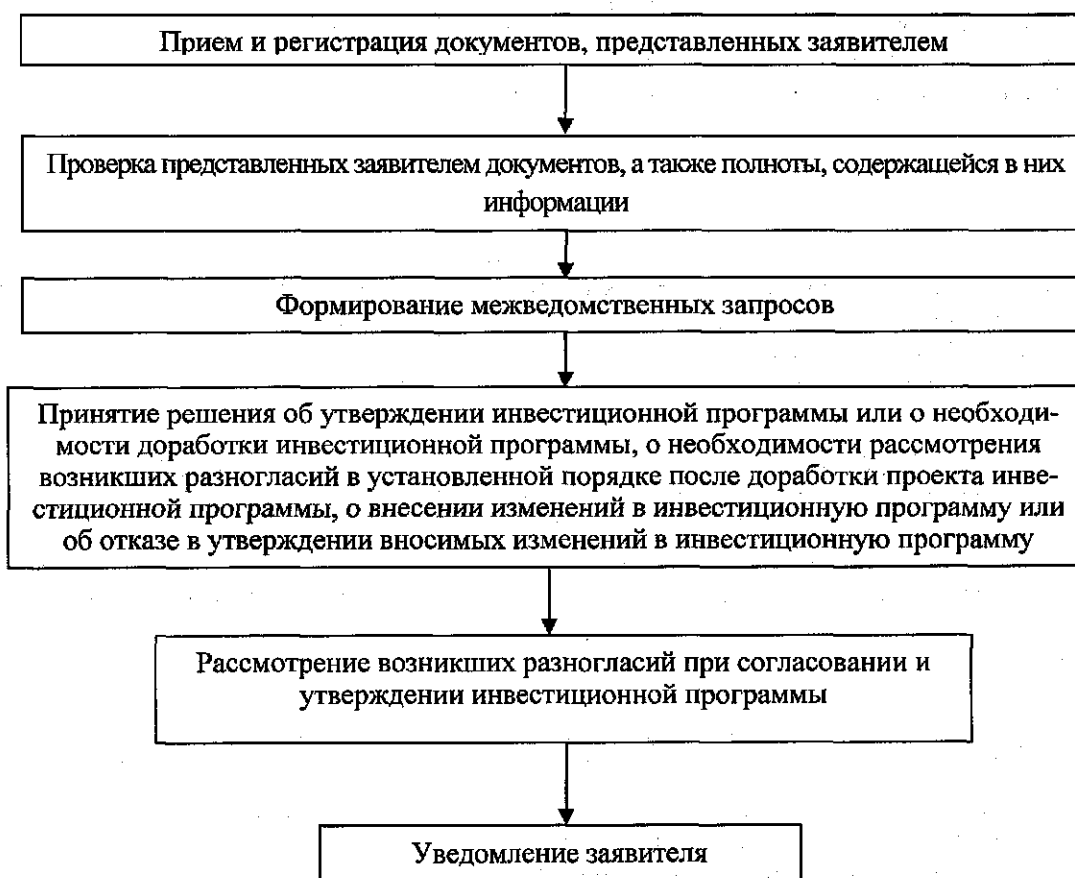 Прием и регистрация документов, представленных заявителем
Проверка представленных заявителем документов, а также полноты, содержащейся в них
информации
Формирование межведомственных запросов
Принятие решения об утверждении инвестиционной программы или о необходи-
мости доработки инвестиционной программы, о необходимости рассмотрения
возникших разногласий в установленной порядке после доработки проекта инве-
стиционной программы, о внесении изменений в инвестиционную программу или
об отказе в утверждении вносимых изменений в инвестиционную программу
Рассмотрение возникших разногласий при согласовании и
утверждении инвестиционной программы
Уведомление заявителя